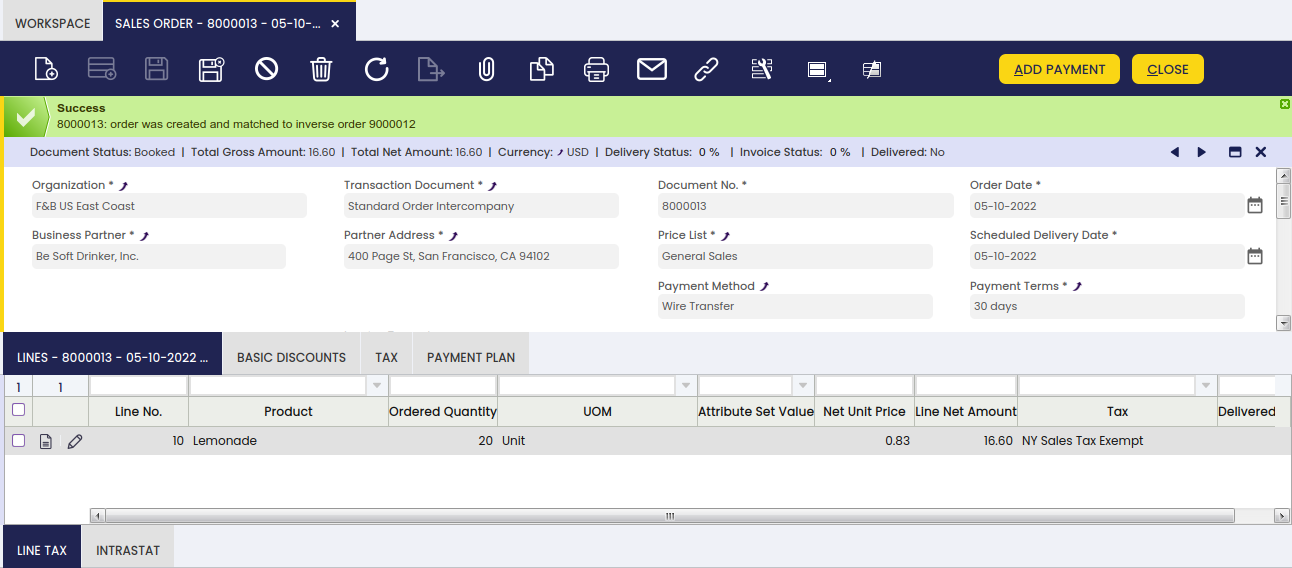 WORKSPACE SALES ORDER - 8000013 - 05-10-...
ADD PAYMENT CLOSE
Success
8000013: order was created and matched to inverse order 9000012
Document Status: Booked | Total Gross Amount: 16.60 | Total Net Amount: 16.60 | Currency: USD | Delivery Status: 0 % | Invoice Status: 0 % | Delivered: No
Organization * Transaction Document * Document No. * Order Date *
F&B US East Coast Standard Order Intercompany 8000013 05-10-2022
Business Partner * Partner Address * Price List * Scheduled Delivery Date *
Be Soft Drinker, Inc. 400 Page St, San Francisco, CA 94102 General Sales 05-10-2022
Payment Method Payment Terms *
Wire Transfer 30 days
LINES - 8000013 - 05-10-2022 ... BASIC DISCOUNTS TAX PAYMENT PLAN
1 1
Line No. Product Ordered Quantity UOM Attribute Set Value Net Unit Price Line Net Amount Tax Delivered
10 Lemonade 20 Unit 0.83 16.60 NY Sales Tax Exempt
LINE TAX INTRASTAT